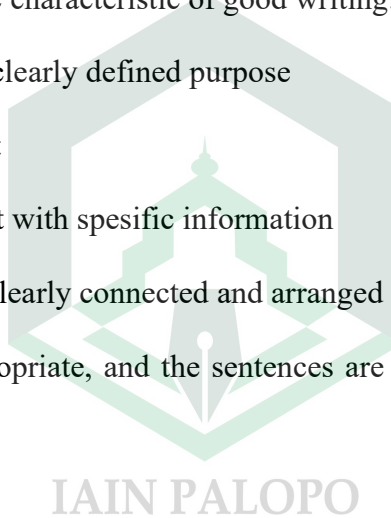 characteristic of good writing
clearly defined purpose
t with spesific information
learly connected and arranged
opriate, and the sentences are
IAIN PALOPO